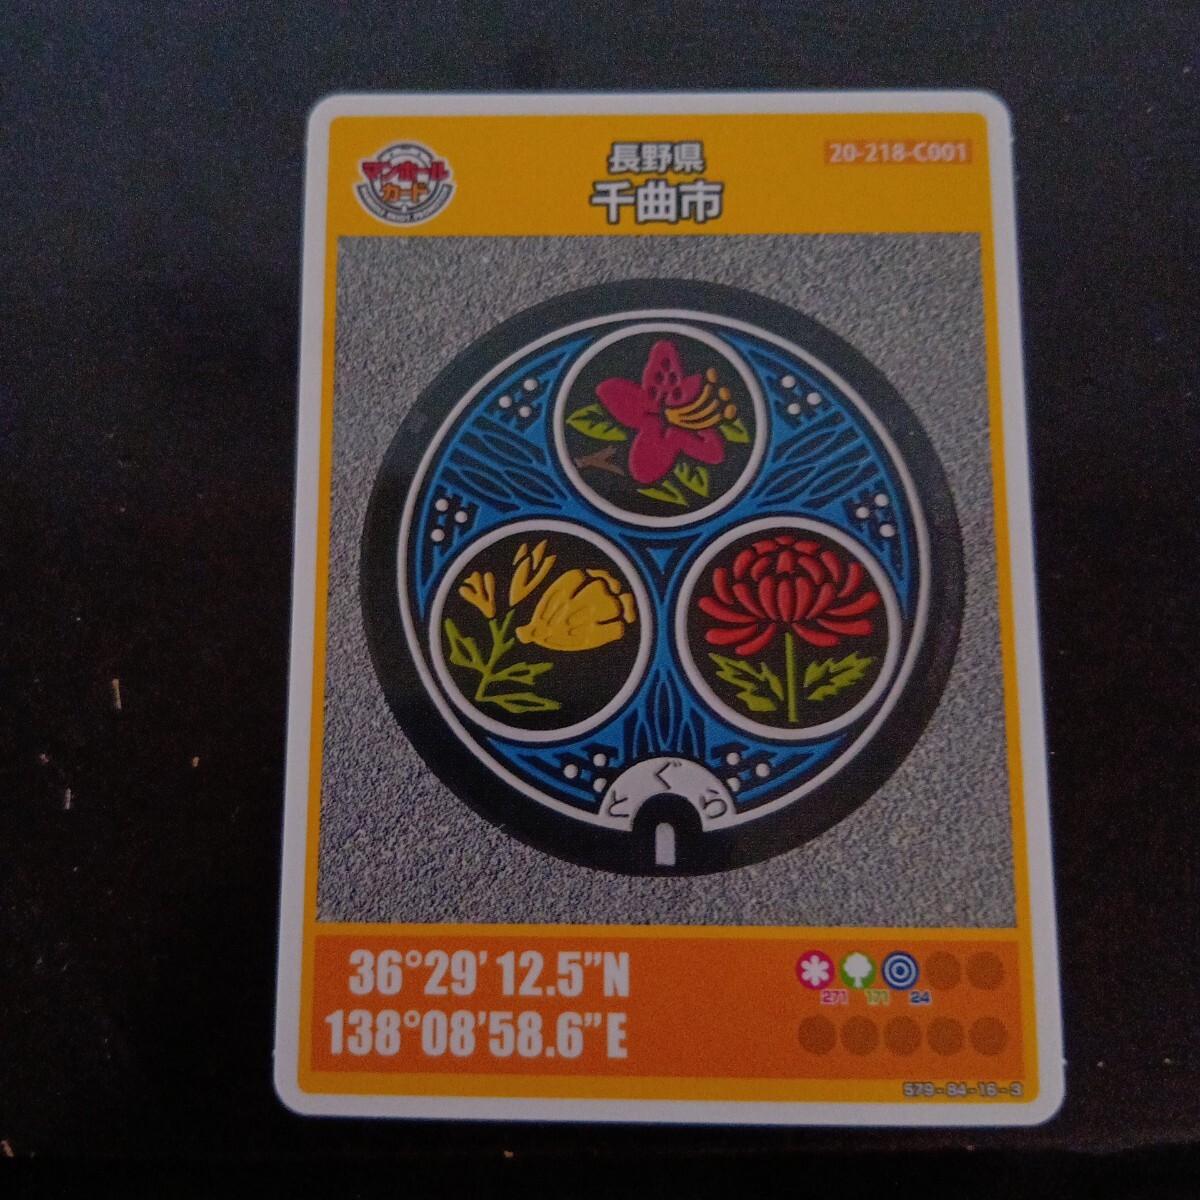 マンホール
カード
長野県
千曲市
20-218-C001
とぐら
36°29'12.5"N
138°08'58.6"E
271 171 24
579-84-16-3